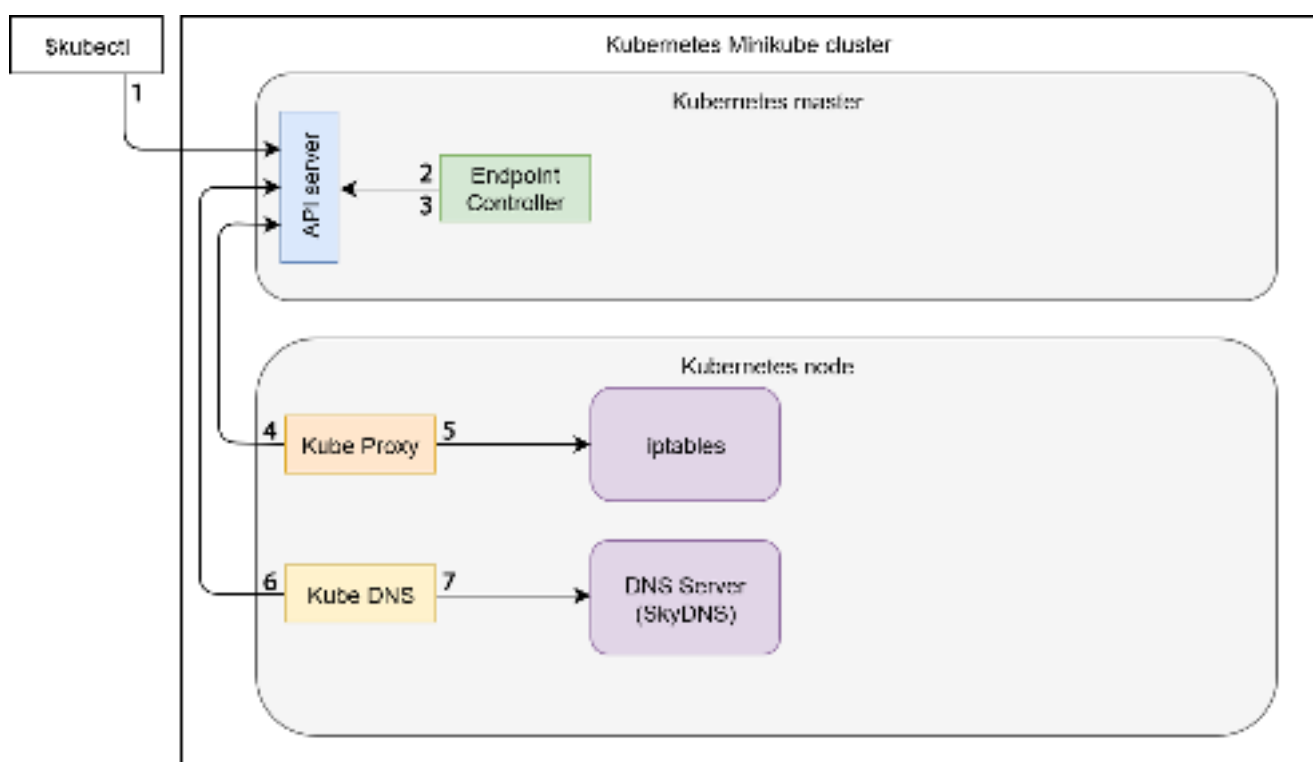 $kubectl
Kubernetes Minikube cluster
1
Kubernetes master
API server
2
3
Endpoint
Controller
Kubernetes node
4
Kube Proxy
5
iptables
6
Kube DNS
7
DNS Server
(SkyDNS)